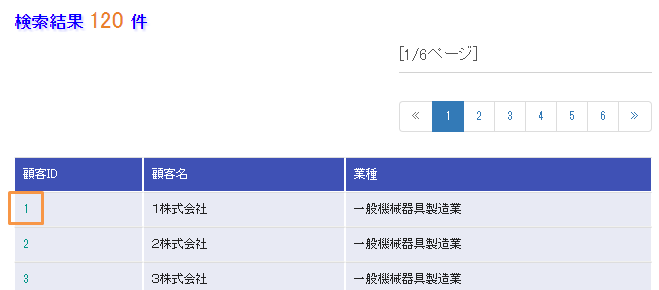 検索結果 120 件
[1/6ページ]
« 1 2 3 4 5 6 »
顧客ID 顧客名 業種
1 1株式会社 一般機械器具製造業
2 2株式会社 一般機械器具製造業
3 3株式会社 一般機械器具製造業